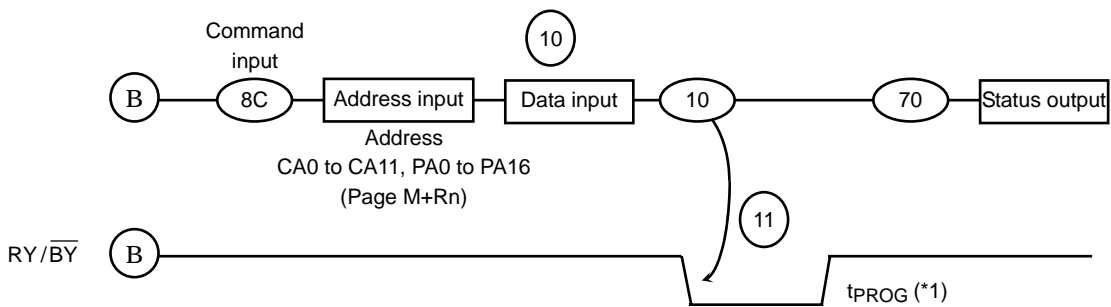 Command
input
10
B
8C
Address input
Data input
10
70
Status output
Address
CA0 to CA11, PA0 to PA16
(Page M+Rn)
11
RY/BY
B
tPROG (*1)